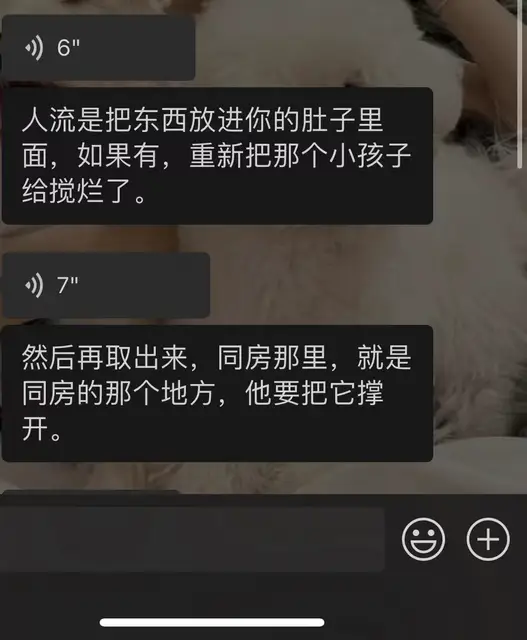 6"
人流是把东西放进你的肚子里
面，如果有，重新把那个小孩子
给搅烂了。
7"
然后再取出来，同房那里，就是
同房的那个地方，他要把它撑
开。